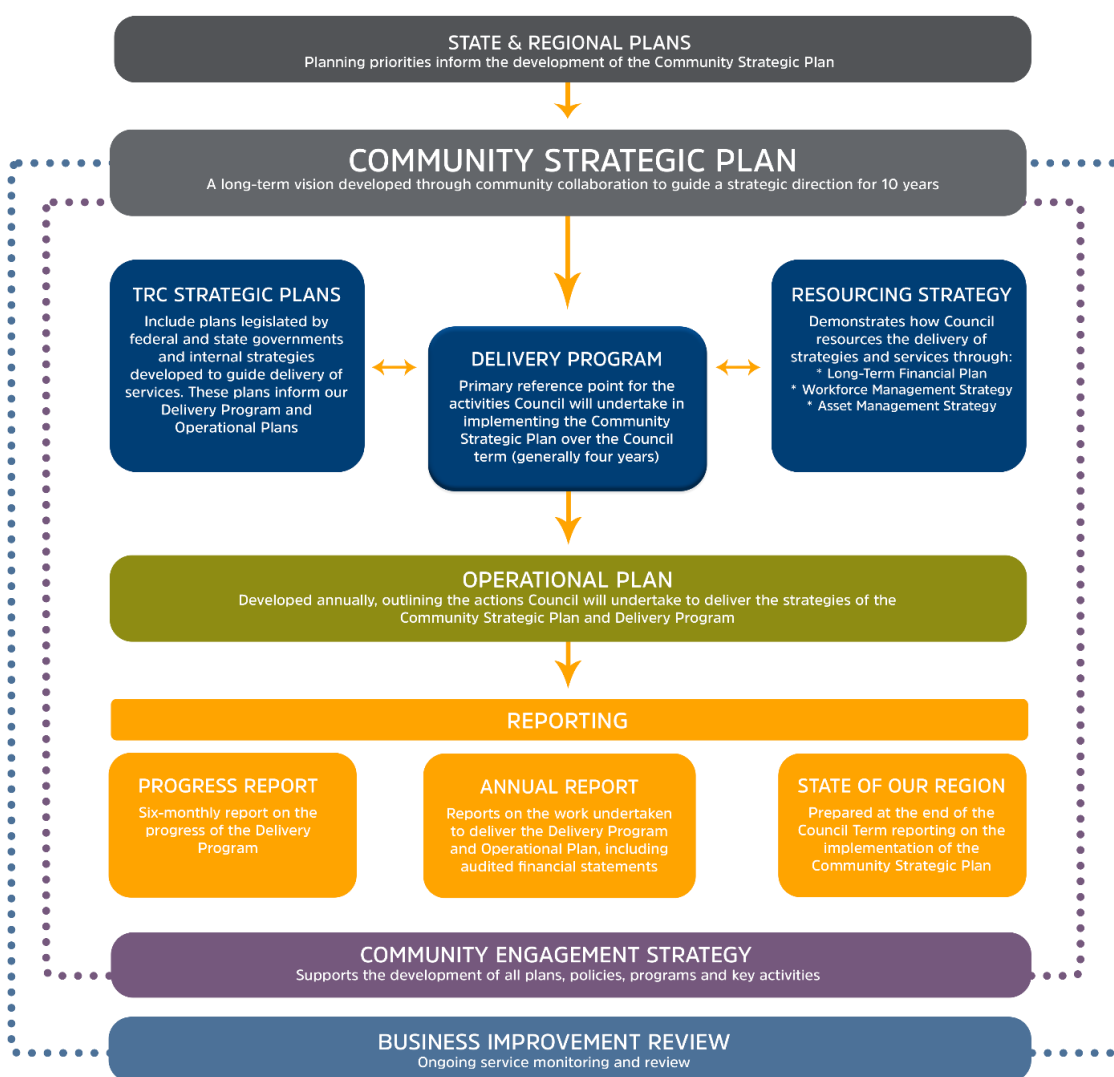 STATE & REGIONAL PLANS
Planning priorities inform the development of the Community Strategic Plan
COMMUNITY STRATEGIC PLAN
A long-term vision developed through community collaboration to guide a strategic direction for 10 years
TRC STRATEGIC PLANS
Include plans legislated by
federal and state governments
and internal strategies
developed to guide delivery of
services. These plans inform our
Delivery Program and
Operational Plans
DELIVERY PROGRAM
Primary reference point for the
activities Council will undertake in
implementing the Community
Strategic Plan over the Council
term (generally four years)
RESOURCING STRATEGY
Demonstrates how Council
resources the delivery of
strategies and services through:
* Long-Term Financial Plan
* Workforce Management Strategy
* Asset Management Strategy
OPERATIONAL PLAN
Developed annually, outlining the actions Council will undertake to deliver the strategies of the
Community Strategic Plan and Delivery Program
REPORTING
PROGRESS REPORT
Six-monthly report on the
progress of the Delivery
Program
ANNUAL REPORT
Reports on the work undertaken
to deliver the Delivery Program
and Operational Plan, including
audited financial statements
STATE OF OUR REGION
Prepared at the end of the
Council Term reporting on the
implementation of the
Community Strategic Plan
COMMUNITY ENGAGEMENT STRATEGY
Supports the development of all plans, policies, programs and key activities
BUSINESS IMPROVEMENT REVIEW
Ongoing service monitoring and review